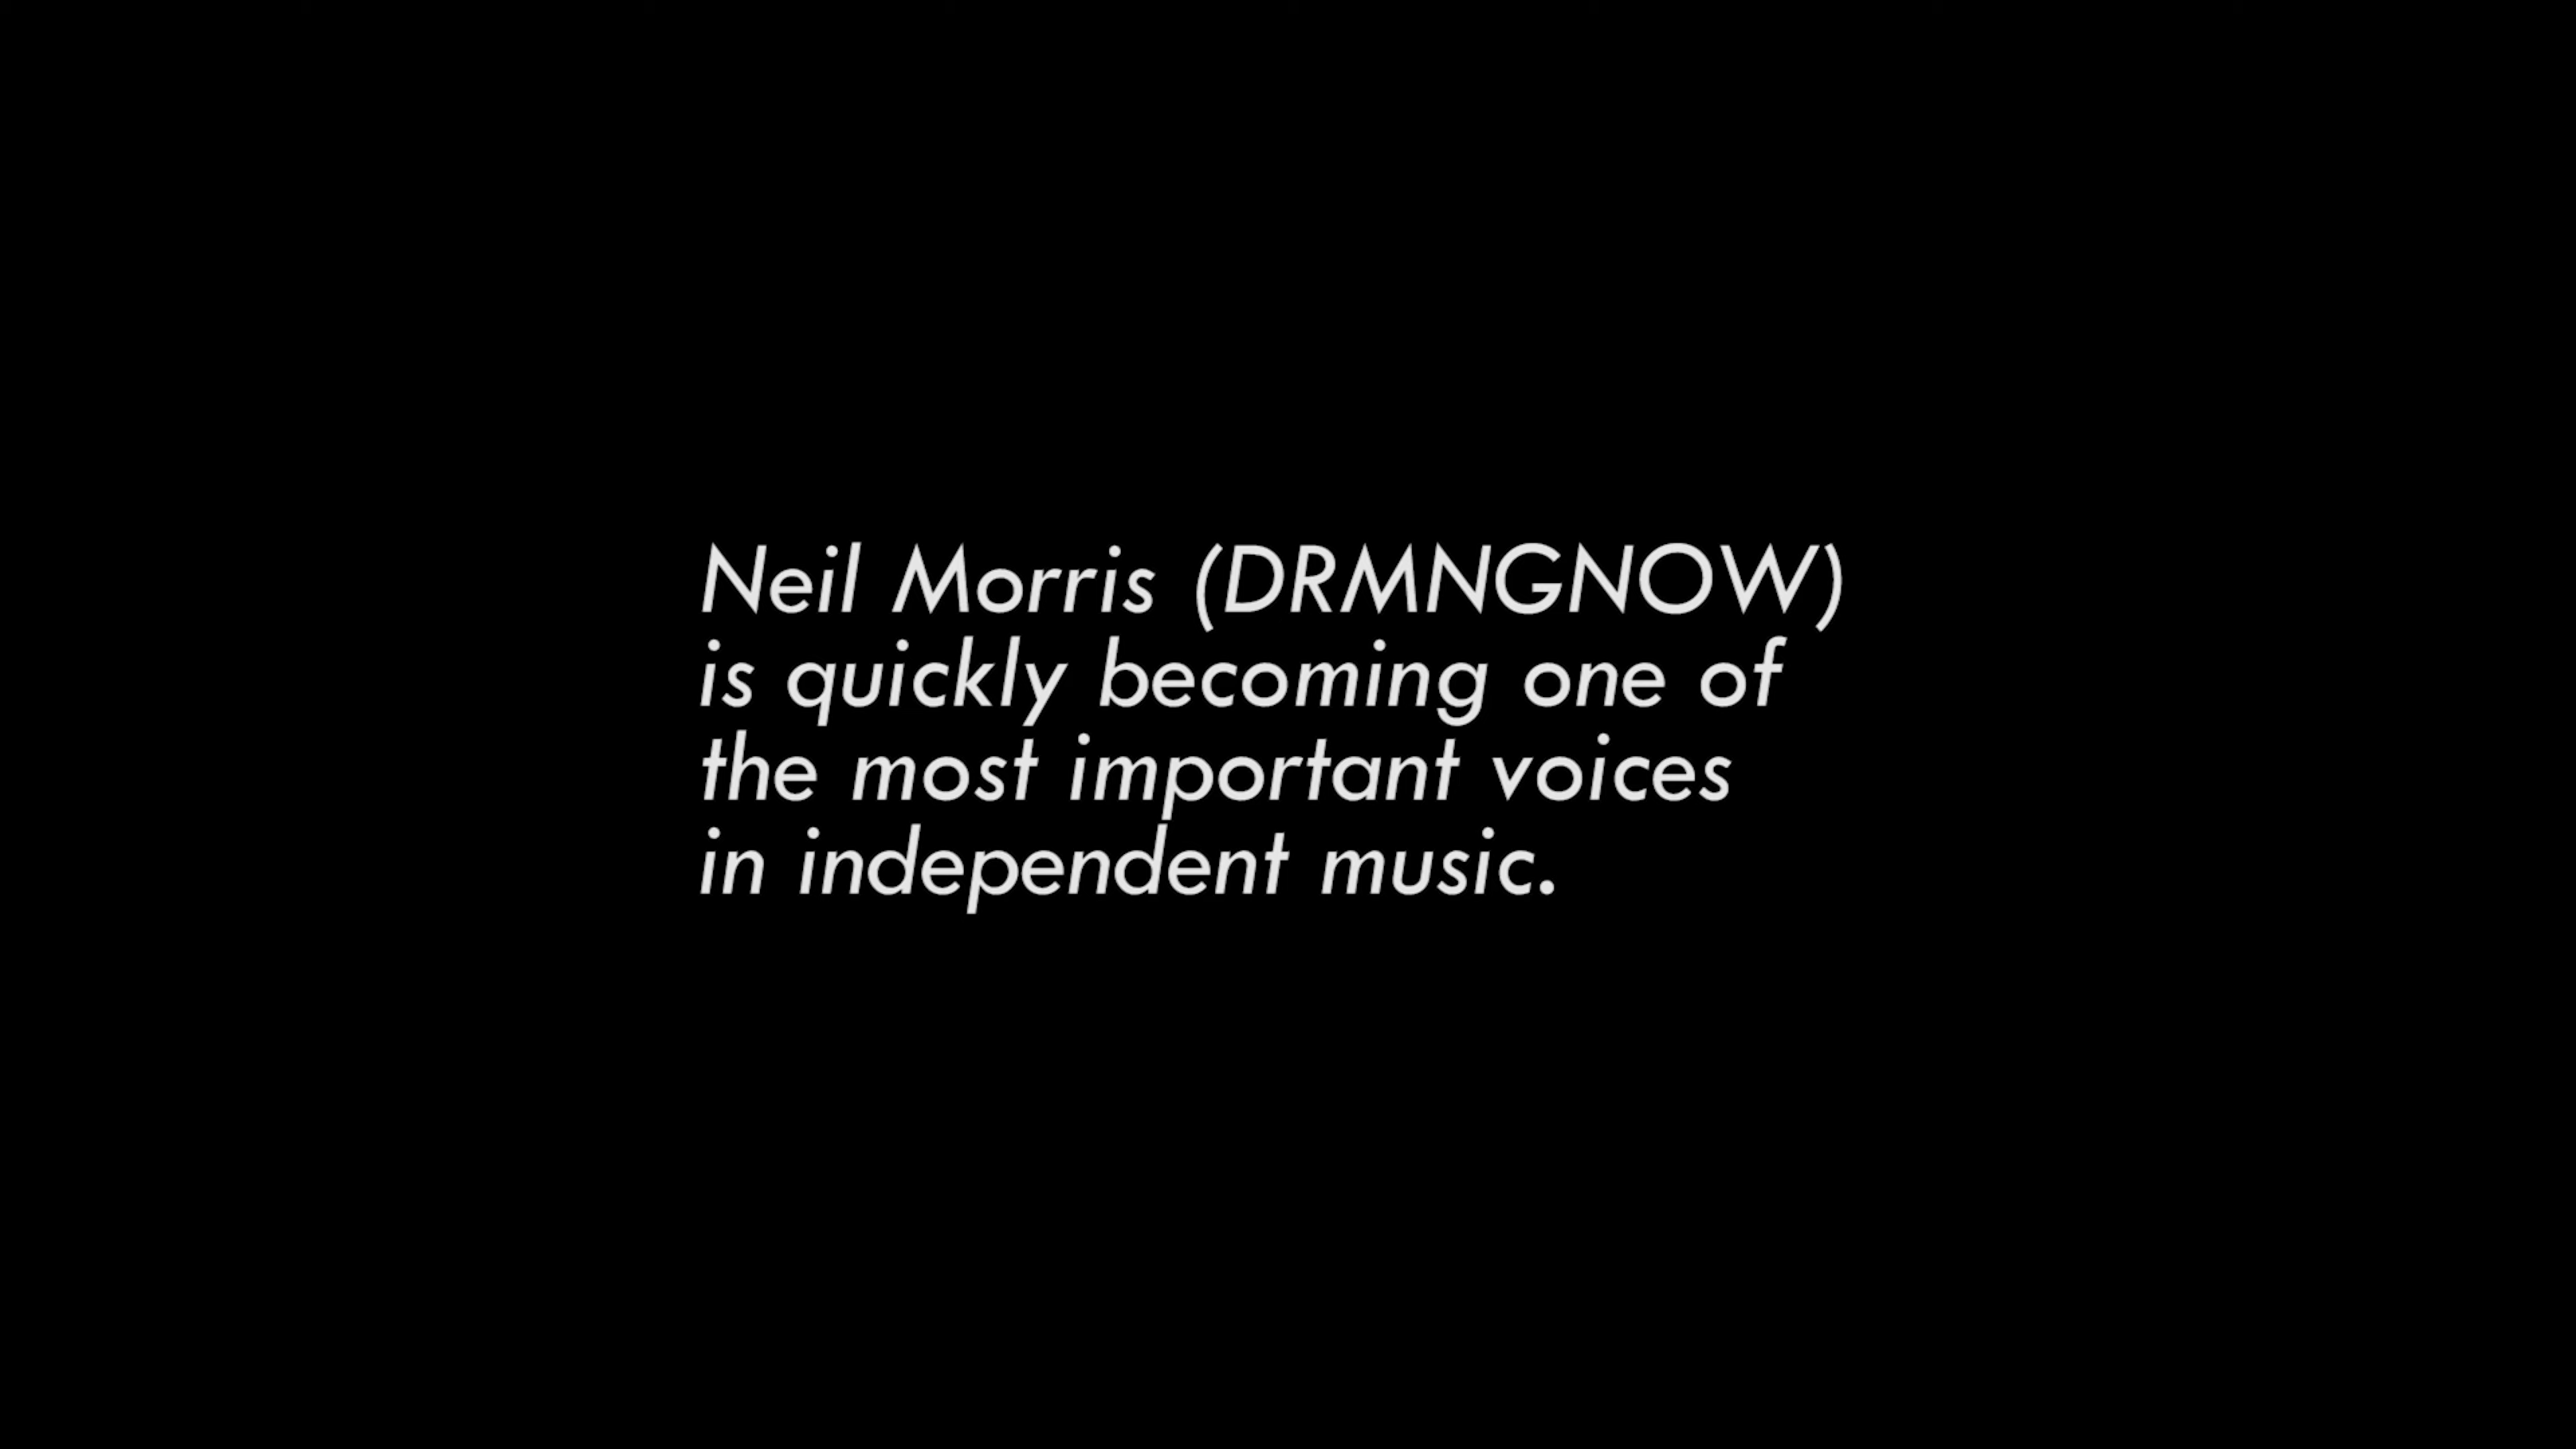 Neil Morris (DRMNGNOW)
is quickly becoming one of
the most important voices
in independent music.